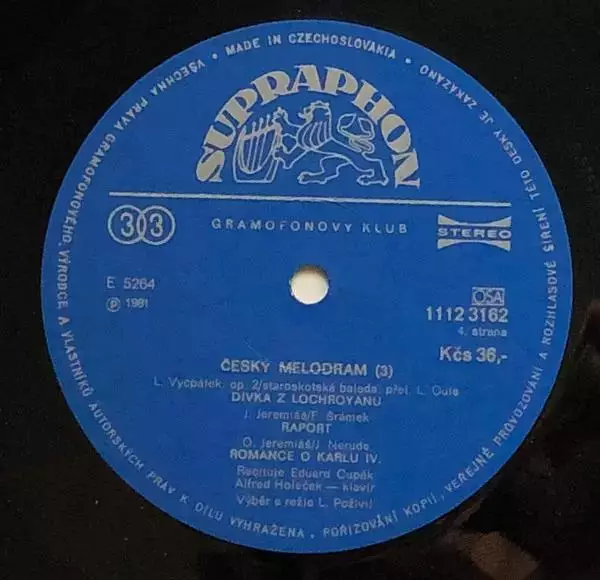 MADE IN CZECHOSLOVAKIA • VŠECHNA PRÁVA GRAMOFONOVÉHO VÝROBCE A VLASTNÍKŮ AUTORSKÝCH PRÁV K DÍLU VYHRAŽENA. POŘIZOVÁNÍ KOPIÍ, VEŘEJNÉ PROVOZOVÁNÍ A ROZHLASOVÉ ŠÍŘENÍ TÉTO DESKY JE ZAKÁZÁNO
SUPRAPHON
33 GRAMOFONOVÝ KLUB STEREO
E 5264
Ⓟ 1981
OSA
1112 3162
4. strana
Kčs 36,-
ČESKÝ MELODRAM (3)
L. Vycpálek, op. 2/staroskotská balada, přel. L. Dule
DÍVKA Z LOCHROYANU
J. Jeremiáš/F. Šrámek
RAPORT
O. Jeremiáš/J. Neruda
ROMANCE O KARLU IV.
Recituje Eduard Cupák
Alfred Holeček — klavír
Výběr a režie L. Poživil